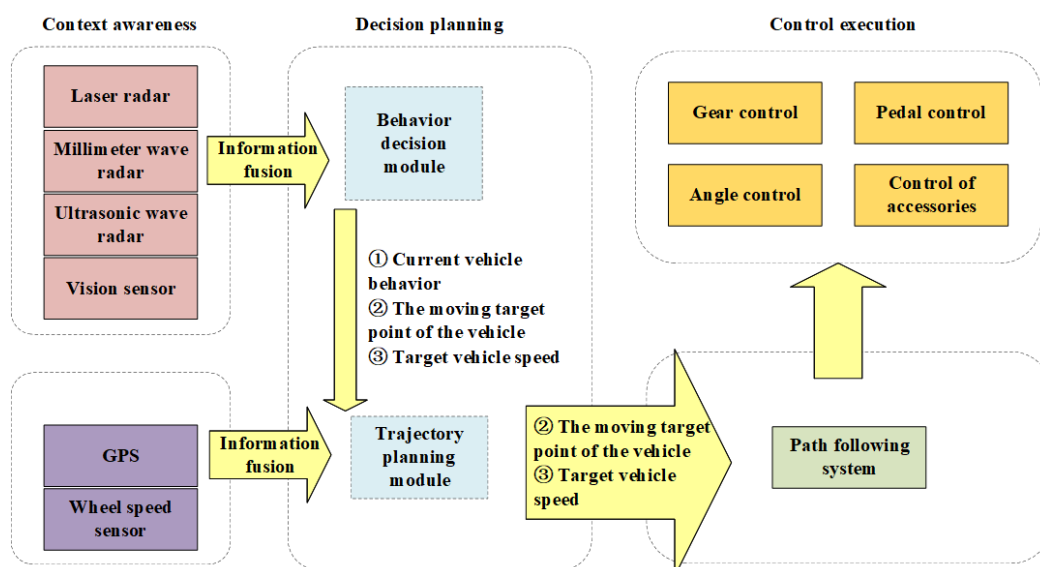 Context awareness
Decision planning
Control execution
Laser radar
Millimeter wave
radar
Ultrasonic wave
radar
Vision sensor
Information
fusion
Behavior
decision
module
① Current vehicle
behavior
② The moving target
point of the vehicle
③ Target vehicle speed
Gear control
Pedal control
Angle control
Control of
accessories
GPS
Wheel speed
sensor
Information
fusion
Trajectory
planning
module
② The moving target
point of the vehicle
③ Target vehicle
speed
Path following
system